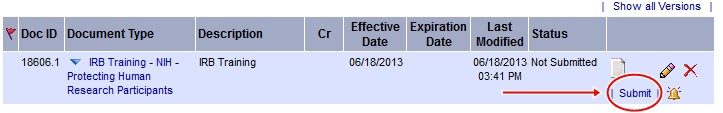 | Show all Versions |
Doc ID Document Type Description Cr Effective Date Expiration Date Last Modified Status
18606.1 IRB Training - NIH - IRB Training 06/18/2013 06/18/2013 Not Submitted
Protecting Human 03:41 PM
Research Participants | Submit |